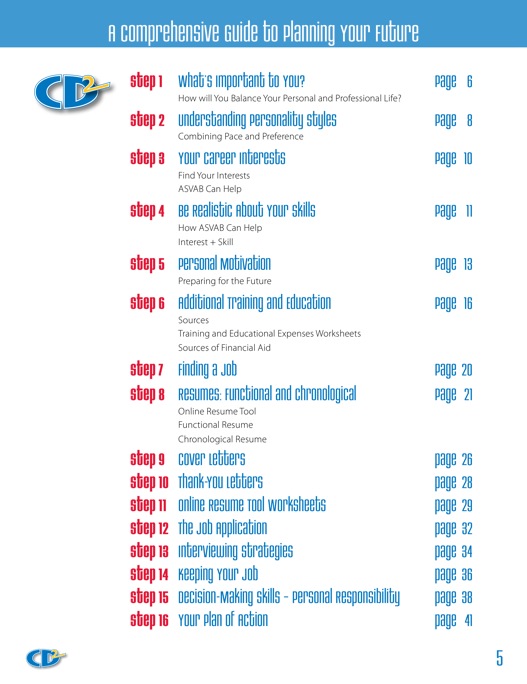 A Comprehensive Guide to Planning Your Future
CD2
step 1 What's Important to You? page 6
How will You Balance Your Personal and Professional Life?
step 2 Understanding Personality Styles page 8
Combining Pace and Preference
step 3 Your Career Interests page 10
Find Your Interests
ASVAB Can Help
step 4 Be Realistic About Your Skills page 11
How ASVAB Can Help
Interest + Skill
step 5 Personal Motivation page 13
Preparing for the Future
step 6 Additional Training and Education page 16
Sources
Training and Educational Expenses Worksheets
Sources of Financial Aid
step 7 Finding a Job page 20
step 8 Resumes: Functional and Chronological page 21
Online Resume Tool
Functional Resume
Chronological Resume
step 9 Cover Letters page 26
step 10 Thank-You Letters page 28
step 11 Online Resume Tool Worksheets page 29
step 12 The Job Application page 32
step 13 Interviewing Strategies page 34
step 14 Keeping Your Job page 36
step 15 Decision-Making Skills – Personal Responsibility page 38
step 16 Your Plan of Action page 41
CD2
5